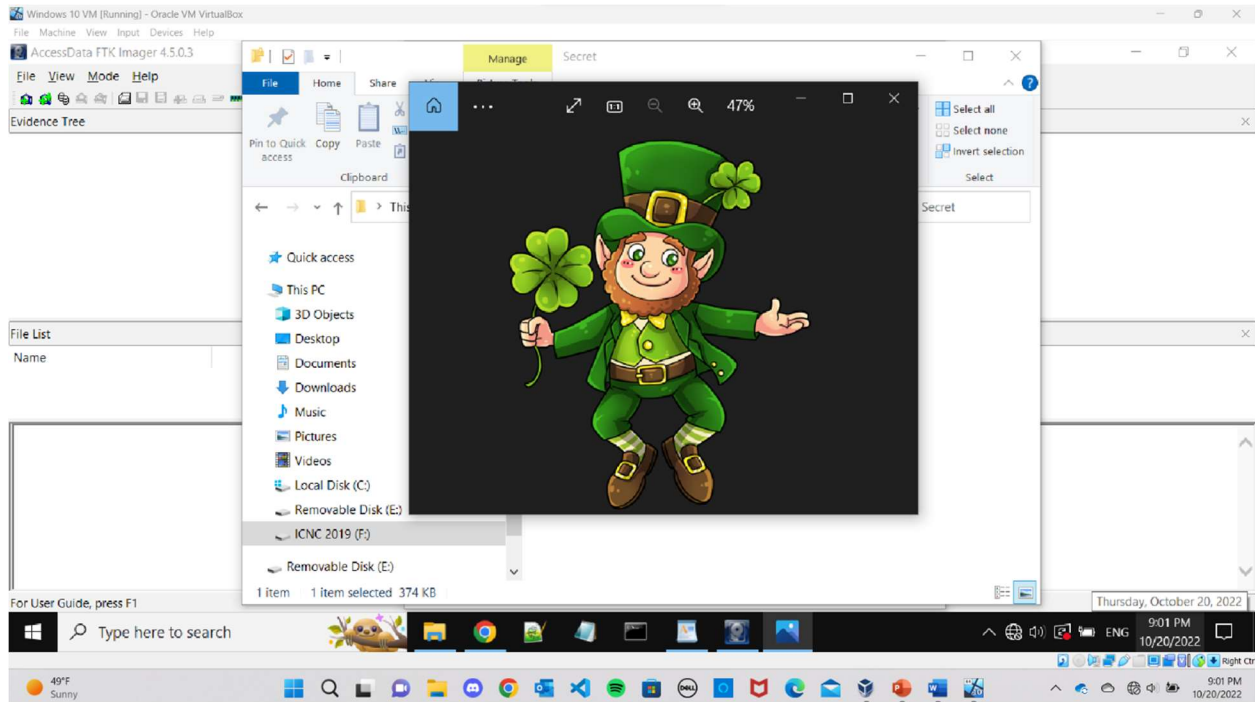 Windows 10 VM [Running] - Oracle VM VirtualBox
File Machine View Input Devices Help
AccessData FTK Imager 4.5.0.3
File View Mode Help
Evidence Tree
Manage
Secret
File Home Share
47%
Pin to Quick access
Copy
Paste
Clipboard
Select all
Select none
Invert selection
Select
This
Secret
Quick access
This PC
3D Objects
Desktop
Documents
Downloads
Music
Pictures
Videos
Local Disk (C:)
Removable Disk (E:)
ICNC 2019 (F:)
Removable Disk (E:)
File List
Name
1 item 1 item selected 374 KB
For User Guide, press F1
Thursday, October 20, 2022
Type here to search
ENG
9:01 PM
10/20/2022
Right Ctr
49°F
Sunny
DELL
9:01 PM
10/20/2022